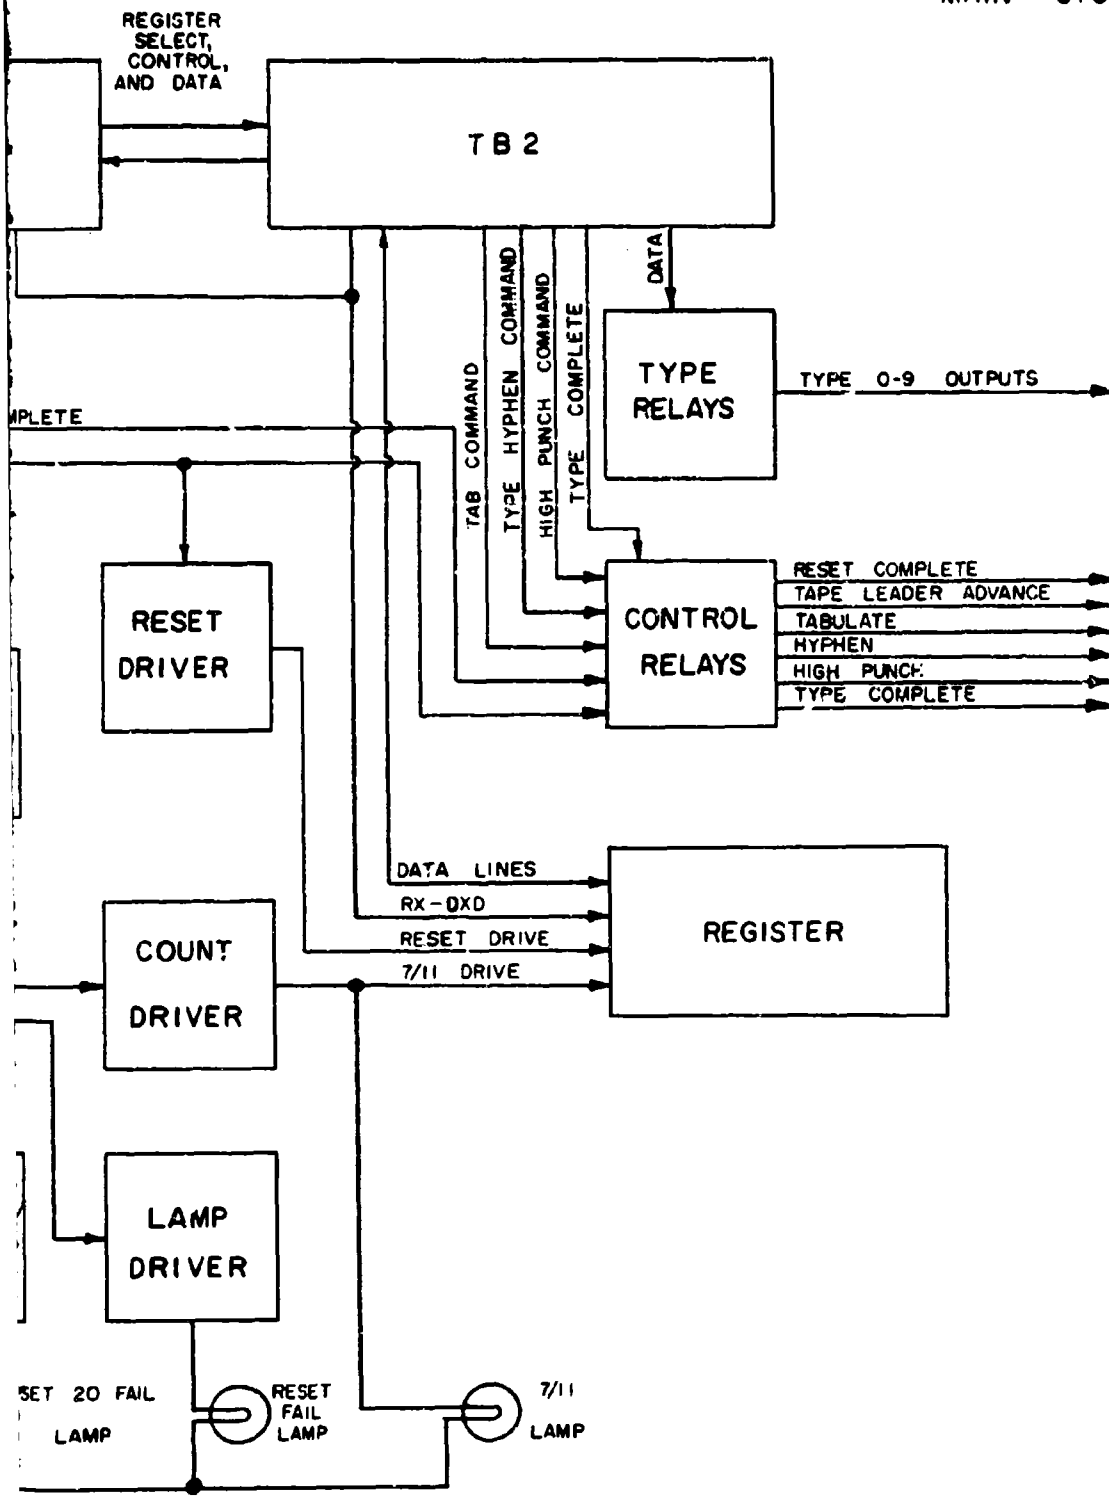 REGISTER
SELECT,
CONTROL,
AND DATA
TB2
DATA
TAB COMMAND
TYPE HYPHEN COMMAND
HIGH PUNCH COMMAND
TYPE COMPLETE
TYPE
RELAYS
TYPE 0-9 OUTPUTS
MPLETE
RESET
DRIVER
CONTROL
RELAYS
RESET COMPLETE
TAPE LEADER ADVANCE
TABULATE
HYPHEN
HIGH PUNCH
TYPE COMPLETE
DATA LINES
RX-DXD
RESET DRIVE
7/11 DRIVE
REGISTER
COUNT
DRIVER
LAMP
DRIVER
SET 20 FAIL
LAMP
RESET
FAIL
LAMP
7/11
LAMP